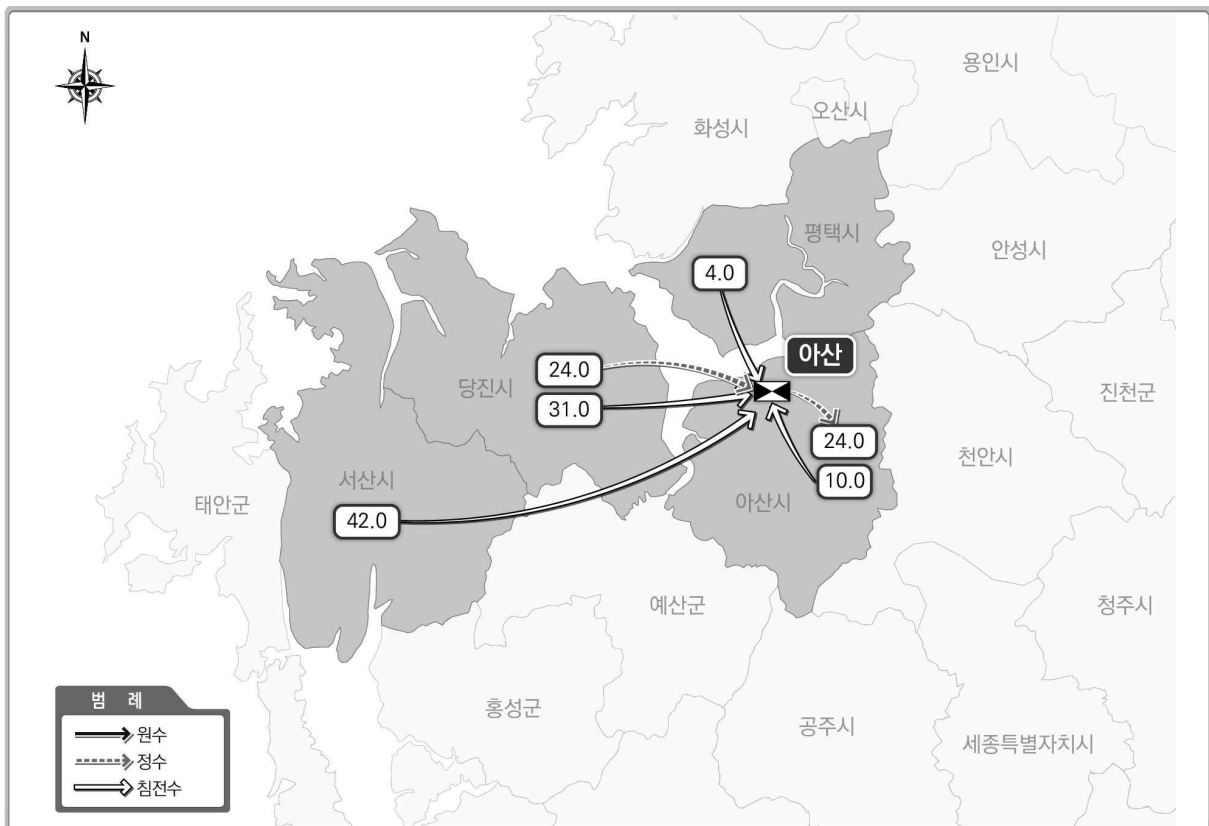 N
용인시
오산시
화성시
평택시
안성시
4.0
아산
24.0
당진시
31.0
진천군
24.0
천안시
10.0
서산시
태안군
아산시
42.0
예산군
청주시
홍성군
공주시
세종특별자치시
범 례
원수
정수
침전수